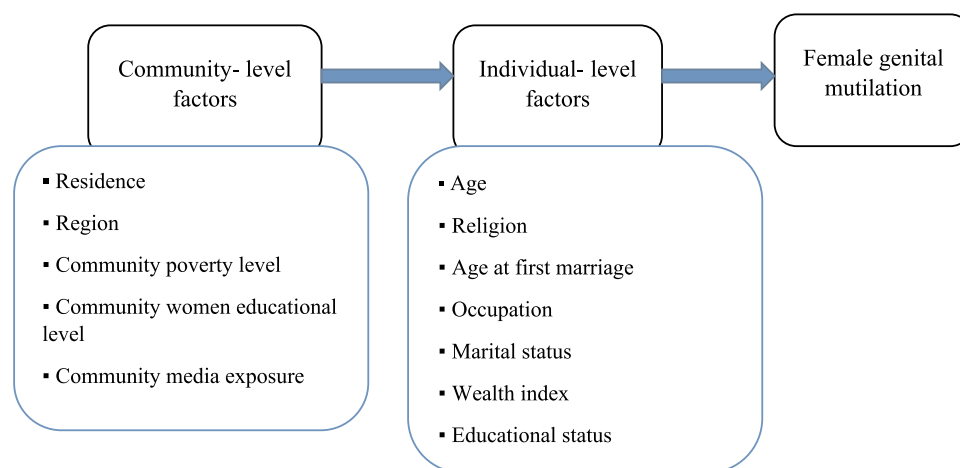 Community- level
factors
Individual- level
factors
Female genital
mutilation
▪ Residence
▪ Region
▪ Community poverty level
▪ Community women educational
level
▪ Community media exposure
▪ Age
▪ Religion
▪ Age at first marriage
▪ Occupation
▪ Marital status
▪ Wealth index
▪ Educational status